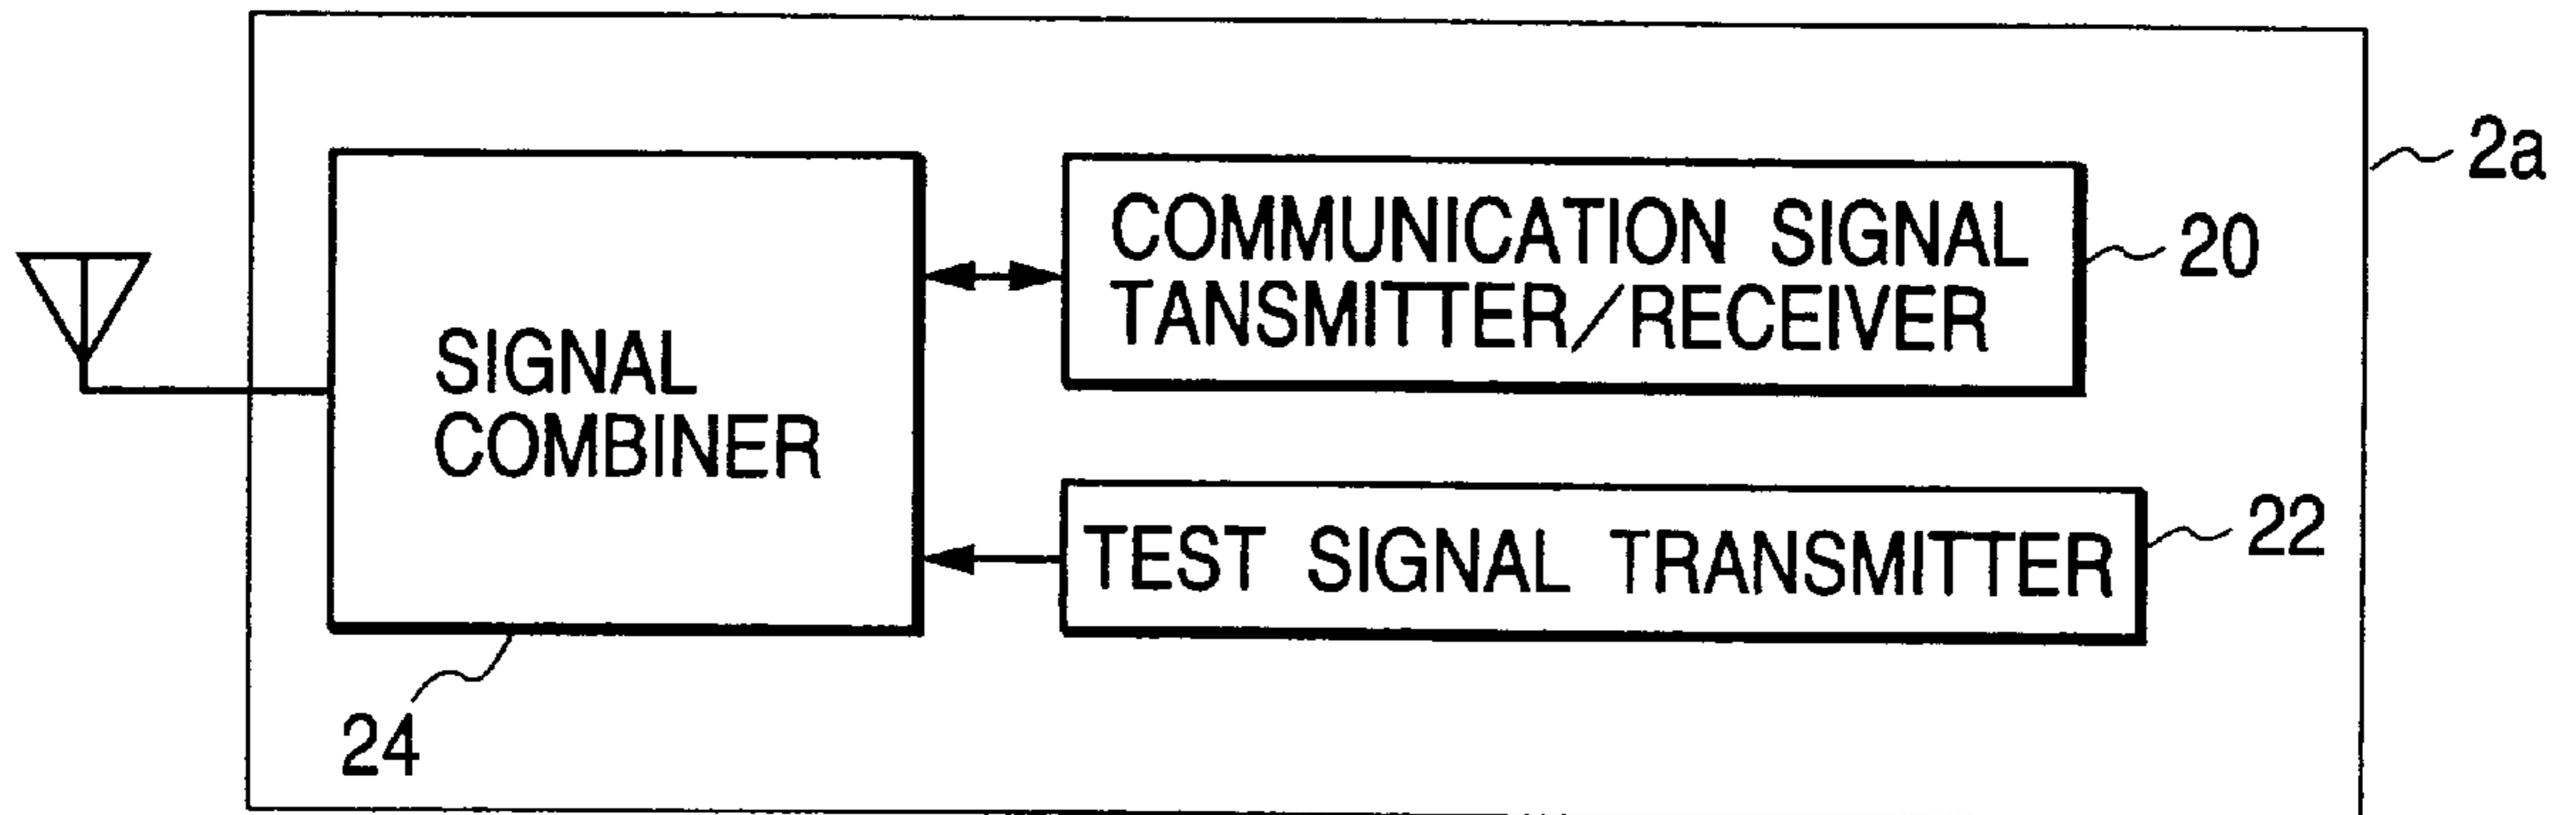 2a
COMMUNICATION SIGNAL
TANSMITTER/RECEIVER
20
SIGNAL
COMBINER
TEST SIGNAL TRANSMITTER
22
24